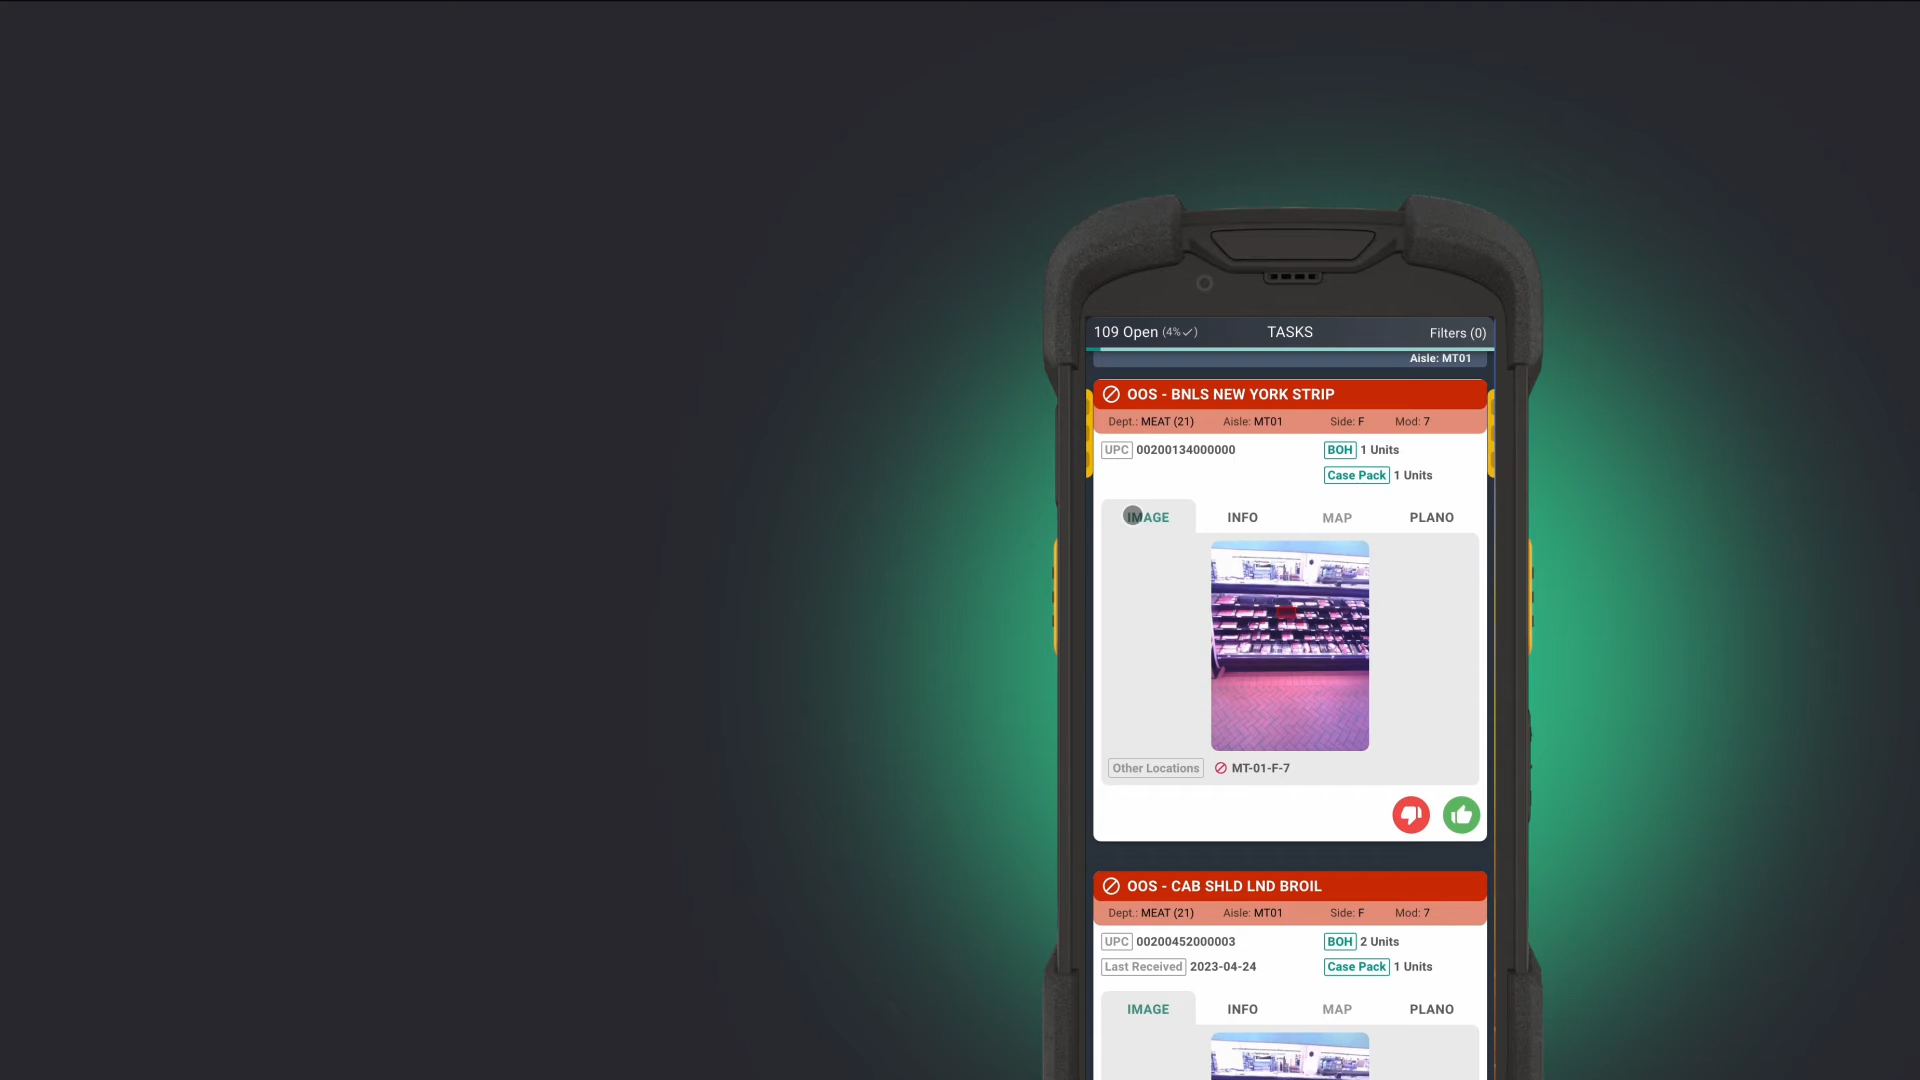 109 Open (4%✓) TASKS Filters (0)
Aisle: MT01
OOS - BNLS NEW YORK STRIP
Dept.: MEAT (21) Aisle: MT01 Side: F Mod: 7
UPC 00200134000000 BOH 1 Units
Case Pack 1 Units
IMAGE INFO MAP PLANO
Other Locations MT-01-F-7
OOS - CAB SHLD LND BROIL
Dept.: MEAT (21) Aisle: MT01 Side: F Mod: 7
UPC 00200452000003 BOH 2 Units
Last Received 2023-04-24 Case Pack 1 Units
IMAGE INFO MAP PLANO